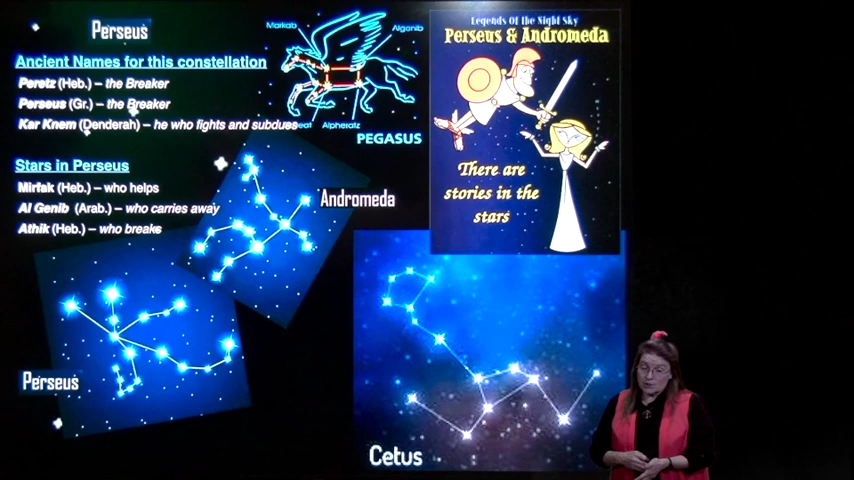 Perseus
Ancient Names for this constellation
Peretz (Heb.) – the Breaker
Perseus (Gr.) – the Breaker
Kar Knem (Denderah) – he who fights and subdues
Stars in Perseus
Mirfak (Heb.) – who helps
Al Genib (Arab.) – who carries away
Athik (Heb.) – who breaks
Markab
Algenib
Alpheratz
PEGASUS
Legends Of the Night Sky
Perseus & Andromeda
There are
stories in the
stars
Andromeda
Perseus
Cetus